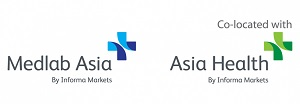 Co-located with
Medlab Asia
By Informa Markets
Asia Health
By Informa Markets